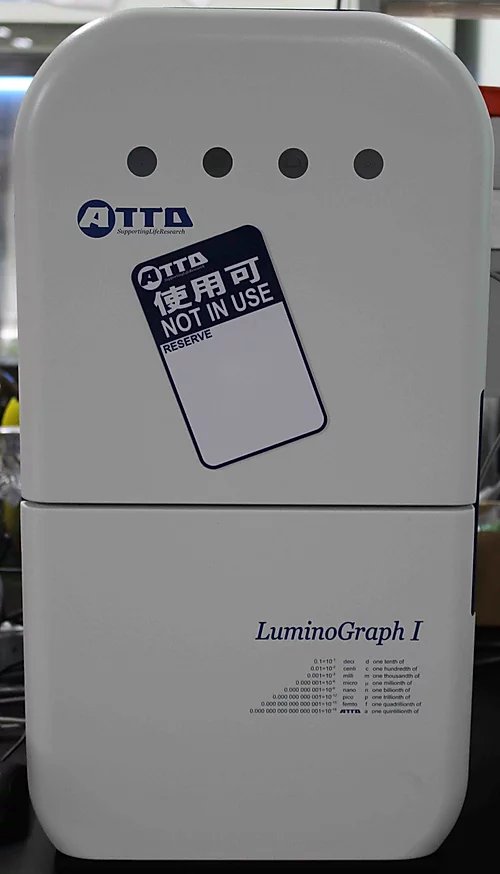 ATTO
SupportingLifeResearch
ATTO
使用可
NOT IN USE
RESERVE
LuminoGraph I
0.1=10⁻¹ deci d one tenth of
0.01=10⁻² centi c one hundredth of
0.001=10⁻³ milli m one thousandth of
0.000 001=10⁻⁶ micro μ one millionth of
0.000 000 001=10⁻⁹ nano n one billionth of
0.000 000 000 001=10⁻¹² pico p one trillionth of
0.000 000 000 000 001=10⁻¹⁵ femto f one quadrillionth of
0.000 000 000 000 000 001=10⁻¹⁸ ATTO a one quintillionth of